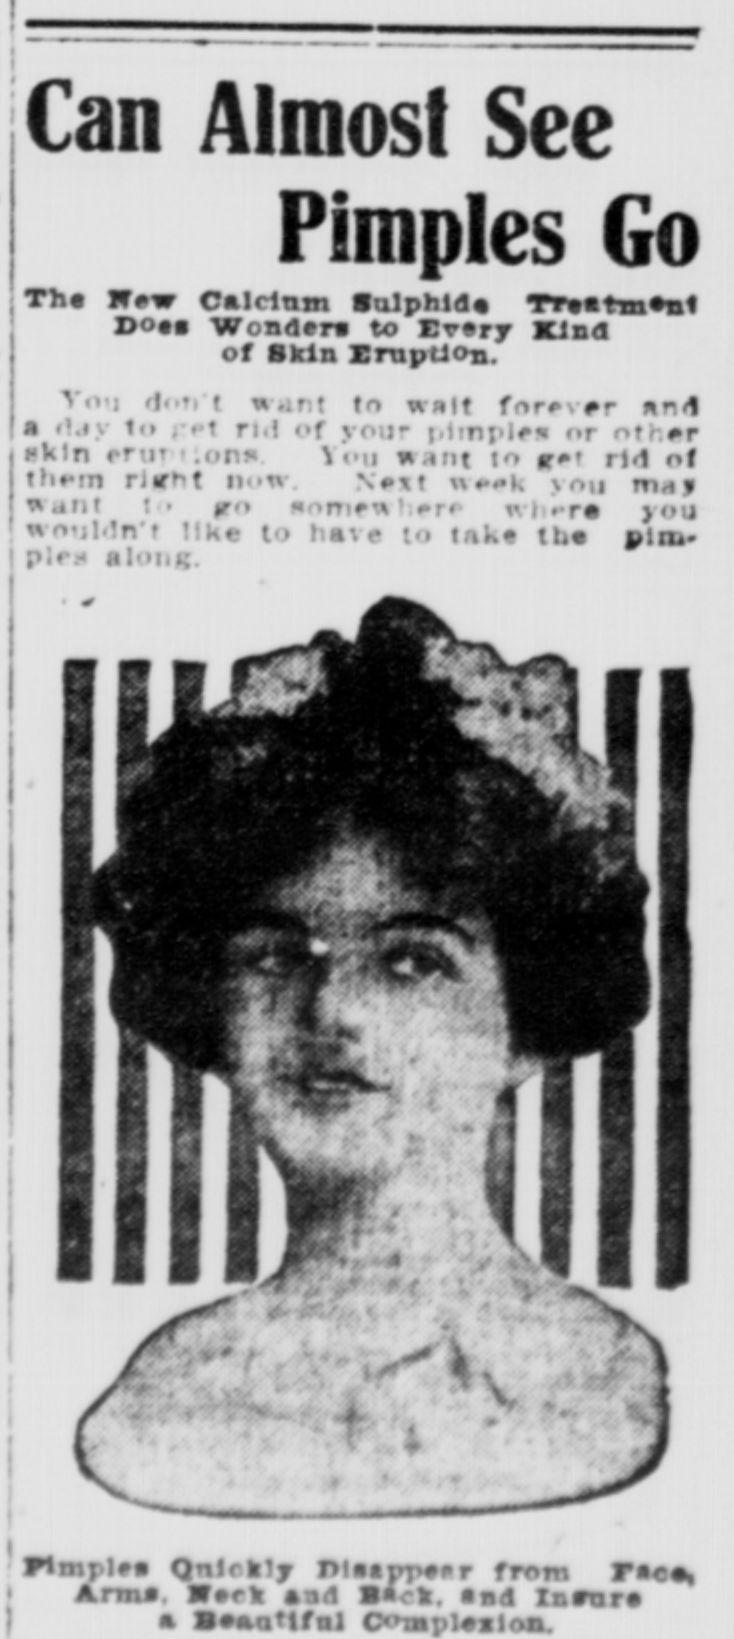 Can Almost See
Pimples Go
The New Calcium Sulphide Treatment
Does Wonders to Every Kind
of Skin Eruption.
You don't want to wait forever and
a day to get rid of your pimples or other
skin eruptions. You want to get rid of
them right now. Next week you may
want to go somewhere where you
wouldn't like to have to take the pim-
ples along.
Pimples Quickly Disappear from Face,
Arms, Neck and Back, and Insure
a Beautiful Complexion.